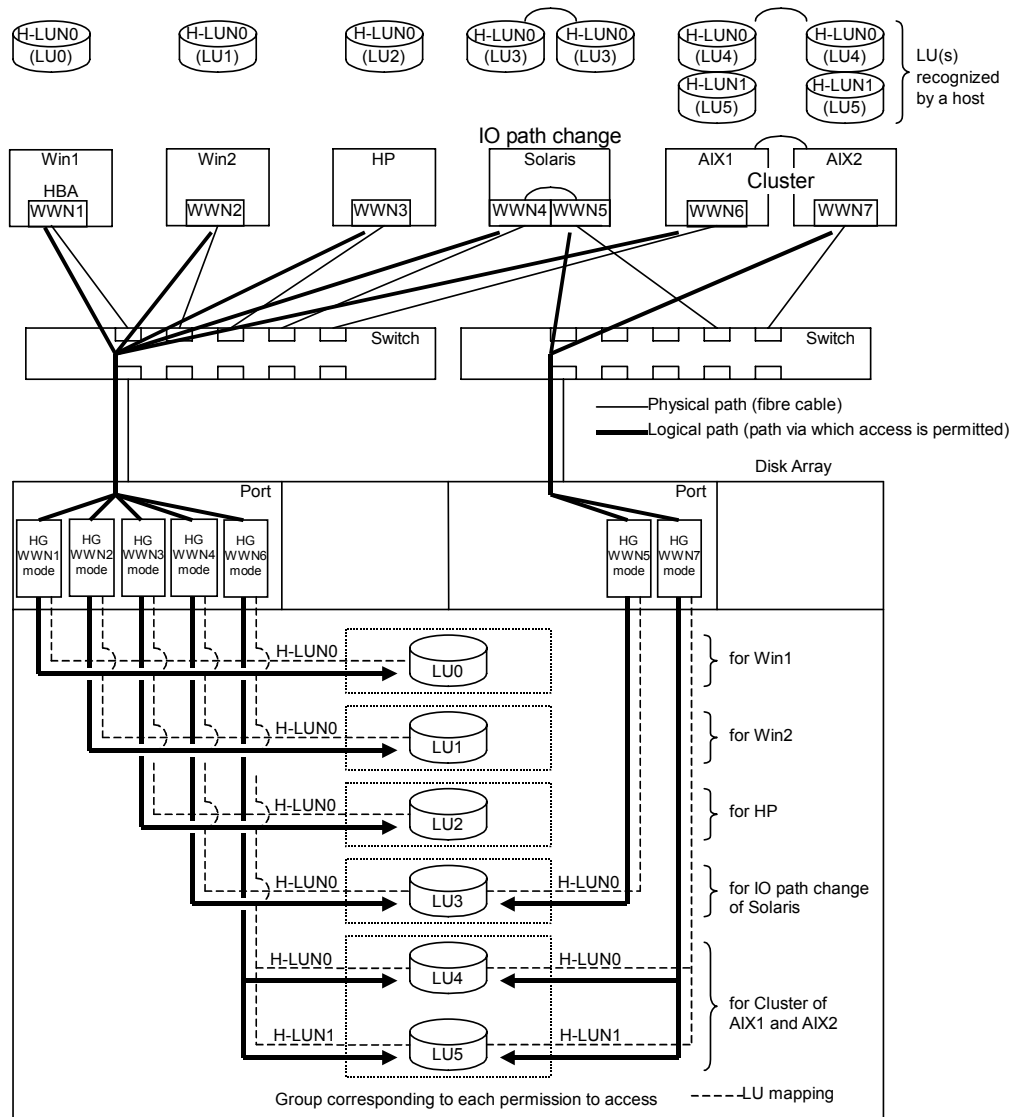 H-LUN0 H-LUN0 H-LUN0 H-LUN0 H-LUN0 H-LUN0 H-LUN0
(LU0) (LU1) (LU2) (LU3) (LU3) (LU4) (LU4)
H-LUN1 H-LUN1
(LU5) (LU5)
LU(s)
recognized
by a host
IO path change
Win1 Win2 HP Solaris AIX1 AIX2
Cluster
HBA
WWN1 WWN2 WWN3 WWN4 WWN5 WWN6 WWN7
Switch Switch
Physical path (fibre cable)
Logical path (path via which access is permitted)
Disk Array
Port Port
HG HG HG HG HG HG HG
WWN1 WWN2 WWN3 WWN4 WWN6 WWN5 WWN7
mode mode mode mode mode mode mode
H-LUN0
LU0
for Win1
H-LUN0
LU1
for Win2
H-LUN0
LU2
for HP
H-LUN0 H-LUN0
LU3
for IO path change
of Solaris
H-LUN0 H-LUN0
LU4
for Cluster of
AIX1 and AIX2
H-LUN1 H-LUN1
LU5
Group corresponding to each permission to access
LU mapping